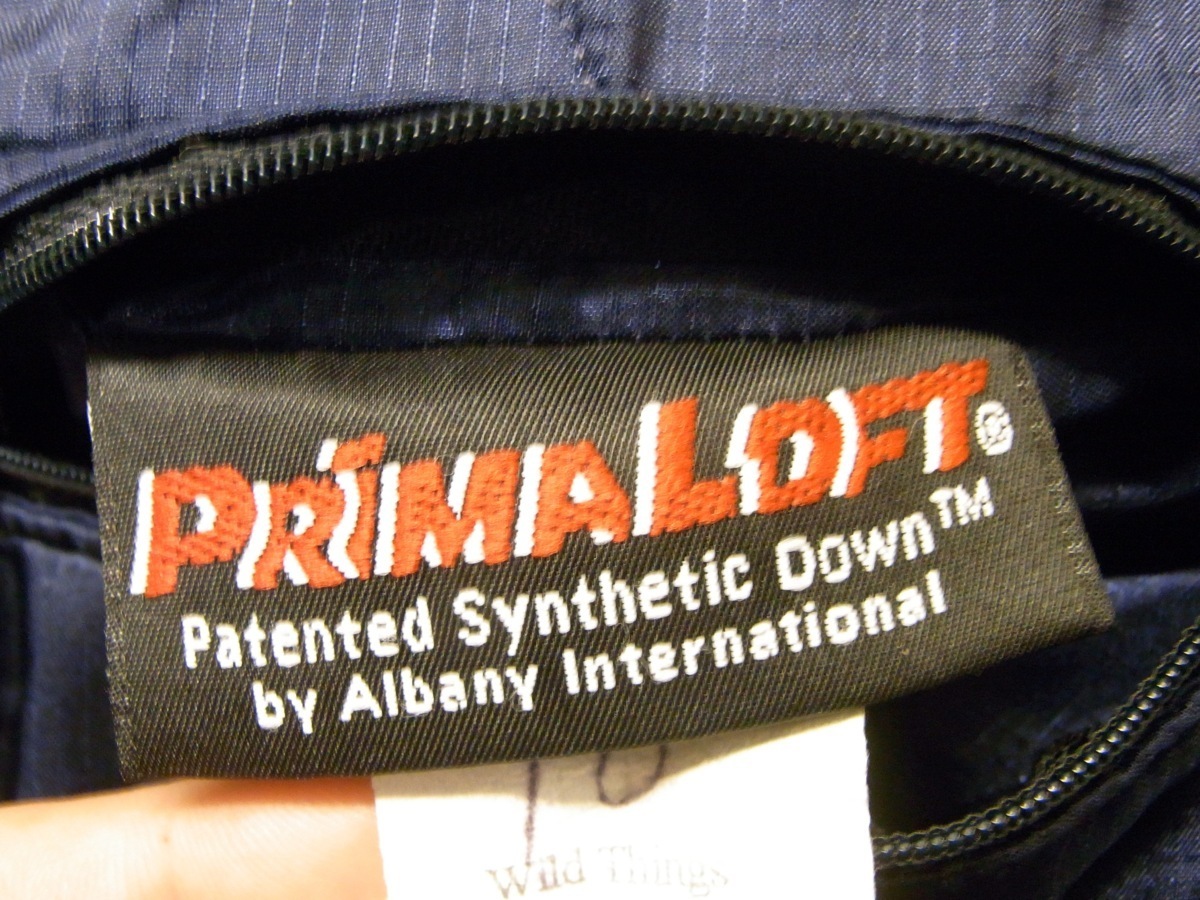 PRIMALOFT®
Patented Synthetic Down™
by Albany International
Wild Things